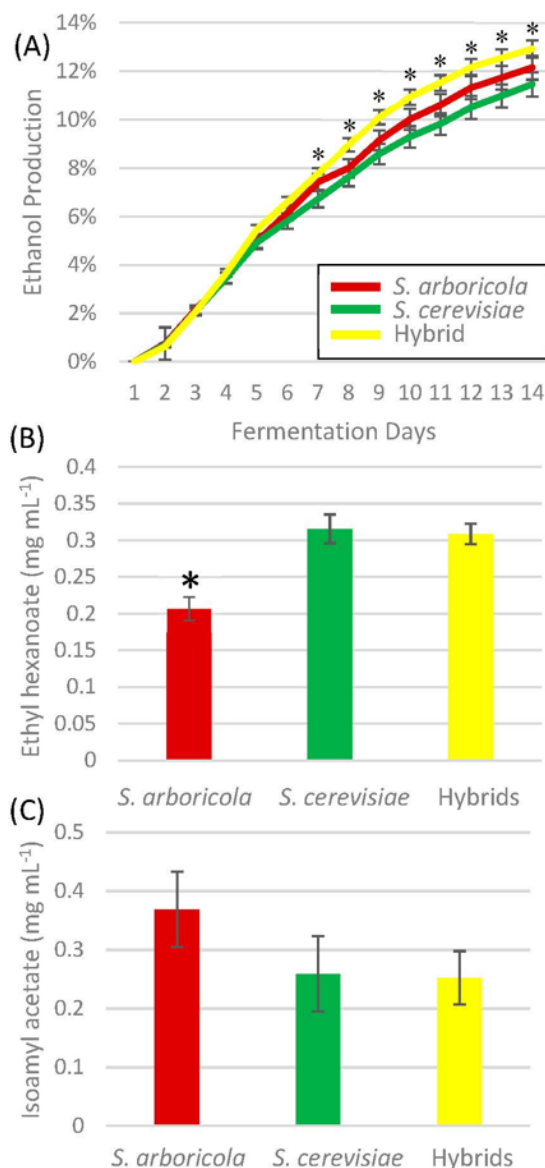 (A)
Ethanol Production
14%
12%
10%
8%
6%
4%
2%
0%
* * * * * * * *
S. arboricola
S. cerevisiae
Hybrid
1 2 3 4 5 6 7 8 9 10 11 12 13 14
Fermentation Days
(B)
Ethyl hexanoate (mg mL⁻¹)
0.4
0.35
0.3
0.25
0.2
0.15
0.1
0.05
0
*
S. arboricola S. cerevisiae Hybrids
(C)
Isoamyl acetate (mg mL⁻¹)
0.5
0.4
0.3
0.2
0.1
0
S. arboricola S. cerevisiae Hybrids